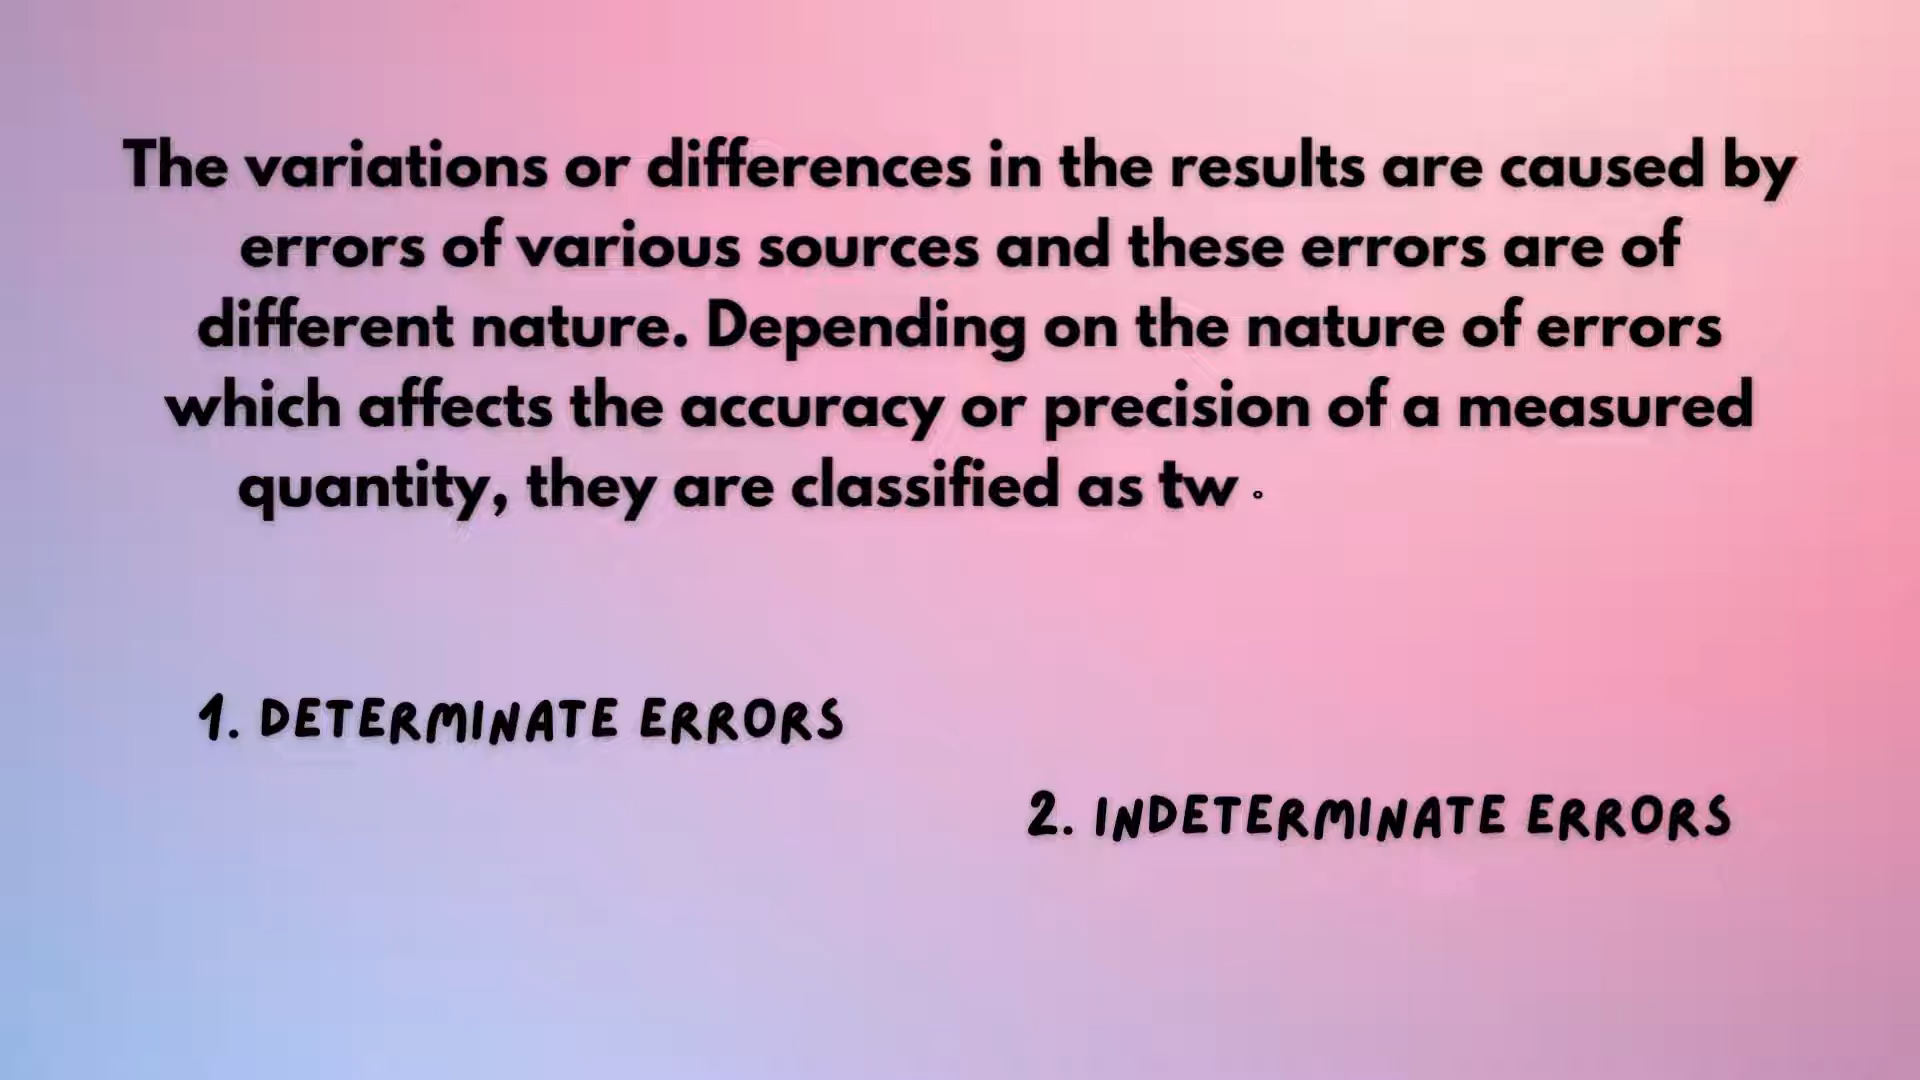 The variations or differences in the results are caused by
errors of various sources and these errors are of
different nature. Depending on the nature of errors
which affects the accuracy or precision of a measured
quantity, they are classified as tw
1. DETERMINATE ERRORS
2. INDETERMINATE ERRORS